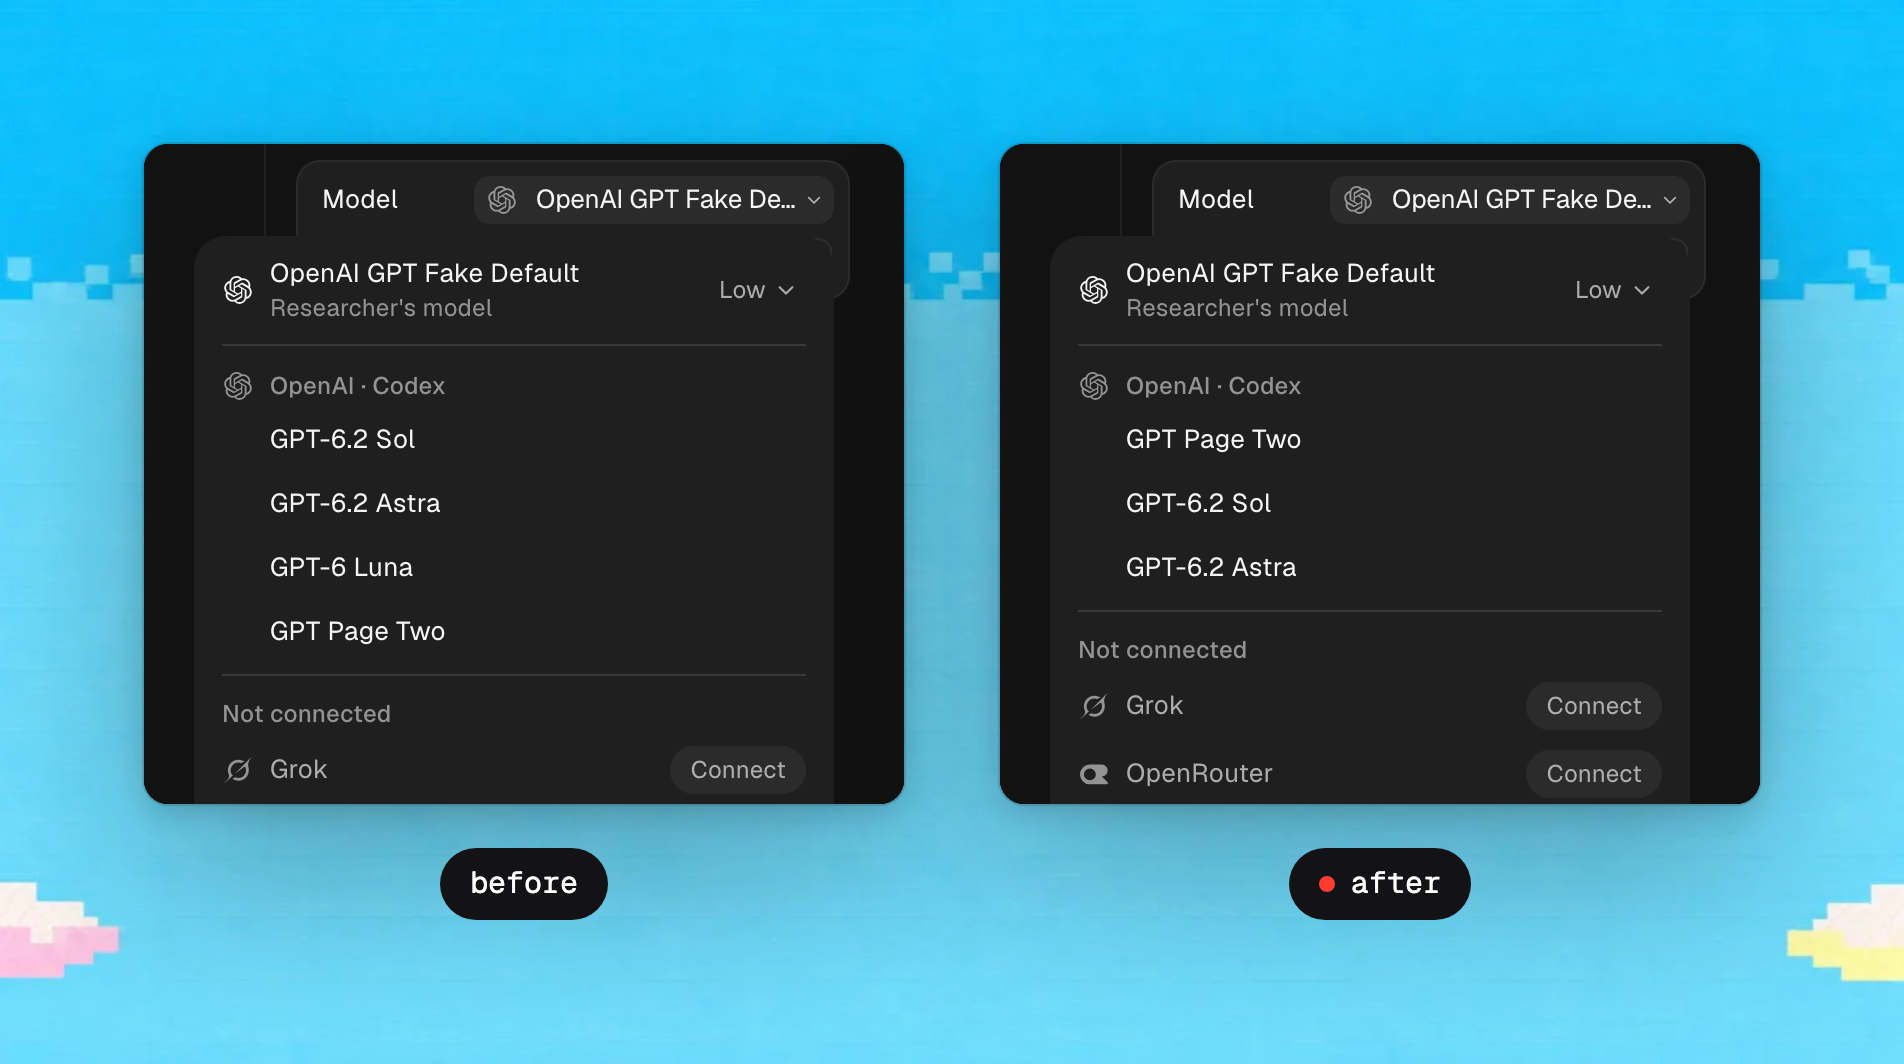 Model
OpenAI GPT Fake De...
OpenAI GPT Fake Default
Researcher's model
Low
OpenAI · Codex
GPT-6.2 Sol
GPT-6.2 Astra
GPT-6 Luna
GPT Page Two
Not connected
Grok
Connect
before
Model
OpenAI GPT Fake De...
OpenAI GPT Fake Default
Researcher's model
Low
OpenAI · Codex
GPT Page Two
GPT-6.2 Sol
GPT-6.2 Astra
Not connected
Grok
Connect
OpenRouter
Connect
after